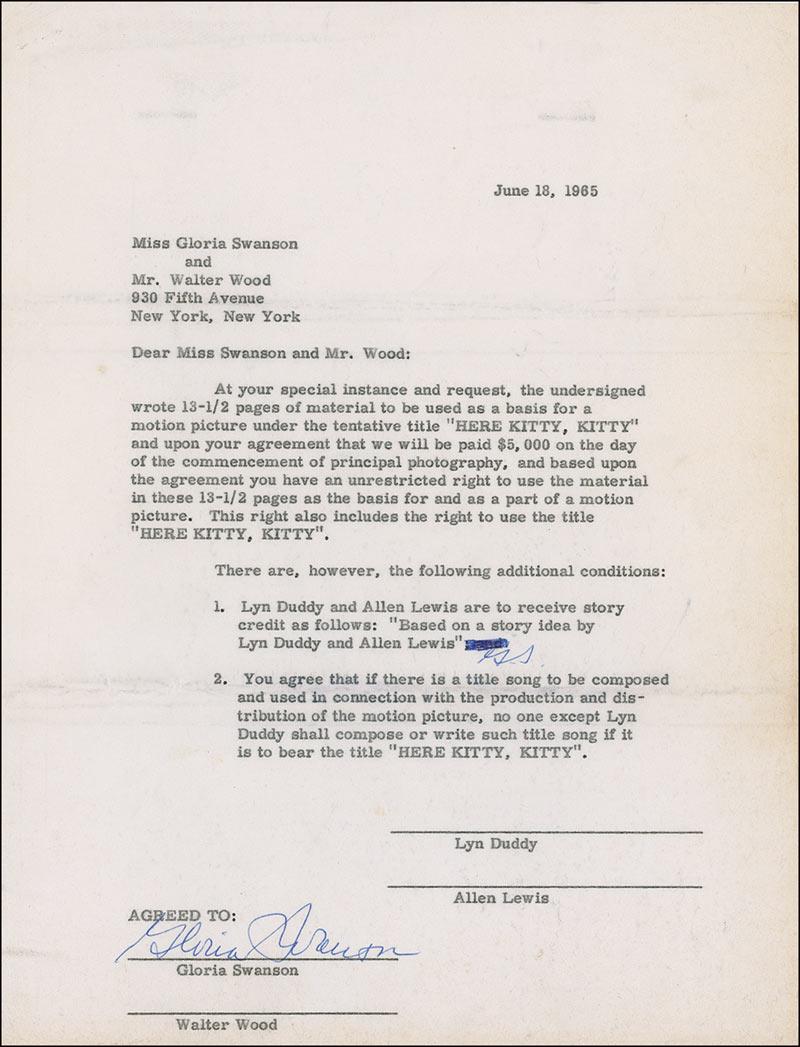 June 18, 1965
Miss Gloria Swanson
and
Mr. Walter Wood
930 Fifth Avenue
New York, New York
Dear Miss Swanson and Mr. Wood:
At your special instance and request, the undersigned
wrote 13-1/2 pages of material to be used as a basis for a
motion picture under the tentative title "HERE KITTY, KITTY"
and upon your agreement that we will be paid $5,000 on the day
of the commencement of principal photography, and based upon
the agreement you have an unrestricted right to use the material
in these 13-1/2 pages as the basis for and as a part of a motion
picture. This right also includes the right to use the title
"HERE KITTY, KITTY".
There are, however, the following additional conditions:
1. Lyn Duddy and Allen Lewis are to receive story
credit as follows: "Based on a story idea by
Lyn Duddy and Allen Lewis"
GS.
2. You agree that if there is a title song to be composed
and used in connection with the production and dis-
tribution of the motion picture, no one except Lyn
Duddy shall compose or write such title song if it
is to bear the title "HERE KITTY, KITTY".
Lyn Duddy
Allen Lewis
AGREED TO:
Gloria Swanson
Gloria Swanson
Walter Wood